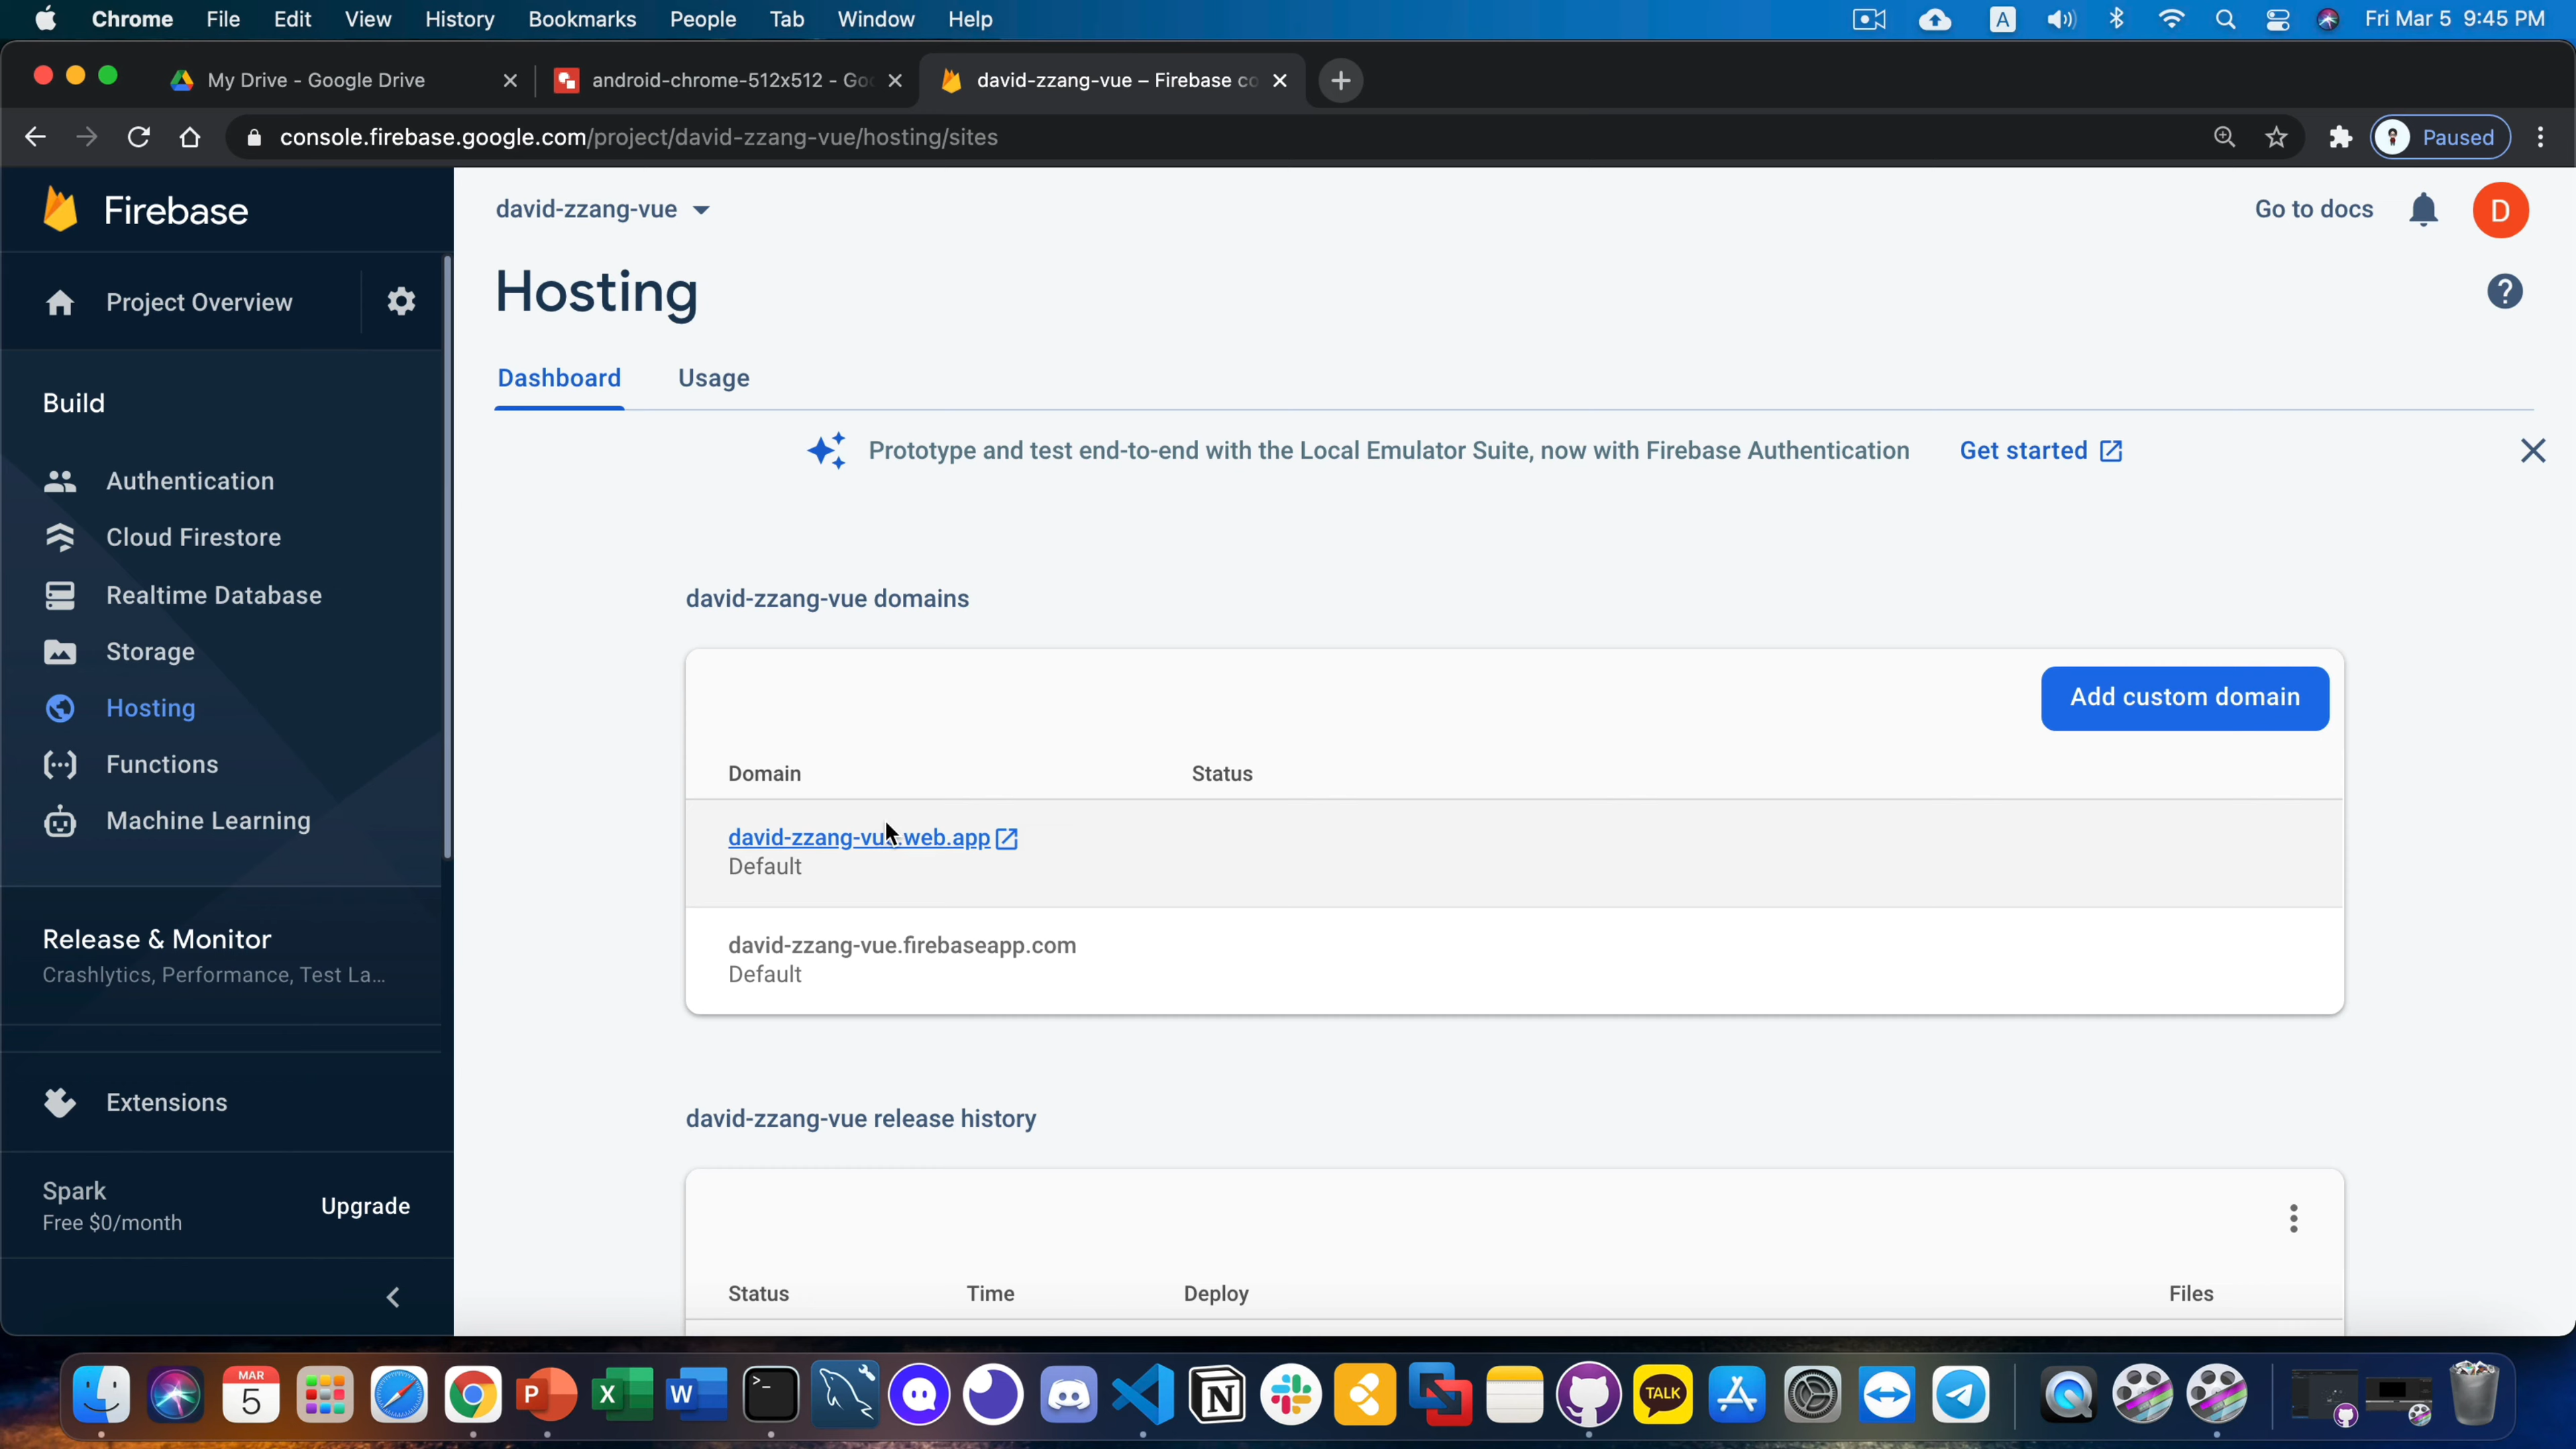 Chrome File Edit View History Bookmarks People Tab Window Help
A
Fri Mar 5 9:45 PM
My Drive - Google Drive
android-chrome-512x512 - Goo
david-zzang-vue – Firebase co
console.firebase.google.com/project/david-zzang-vue/hosting/sites
Paused
Firebase
david-zzang-vue
Go to docs
D
Project Overview
Hosting
?
Dashboard
Usage
Build
Prototype and test end-to-end with the Local Emulator Suite, now with Firebase Authentication
Get started
Authentication
Cloud Firestore
Realtime Database
Storage
Hosting
Functions
Machine Learning
david-zzang-vue domains
Add custom domain
Domain
Status
david-zzang-vue.web.app
Default
david-zzang-vue.firebaseapp.com
Default
Release & Monitor
Crashlytics, Performance, Test La...
Extensions
david-zzang-vue release history
Spark
Free $0/month
Upgrade
Status
Time
Deploy
Files
MAR
5
P
X
W
>_
N
TALK